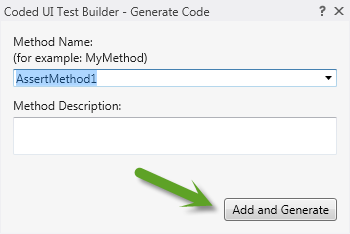 Coded UI Test Builder - Generate Code
Method Name:
(for example: MyMethod)
AssertMethod1
Method Description:
Add and Generate